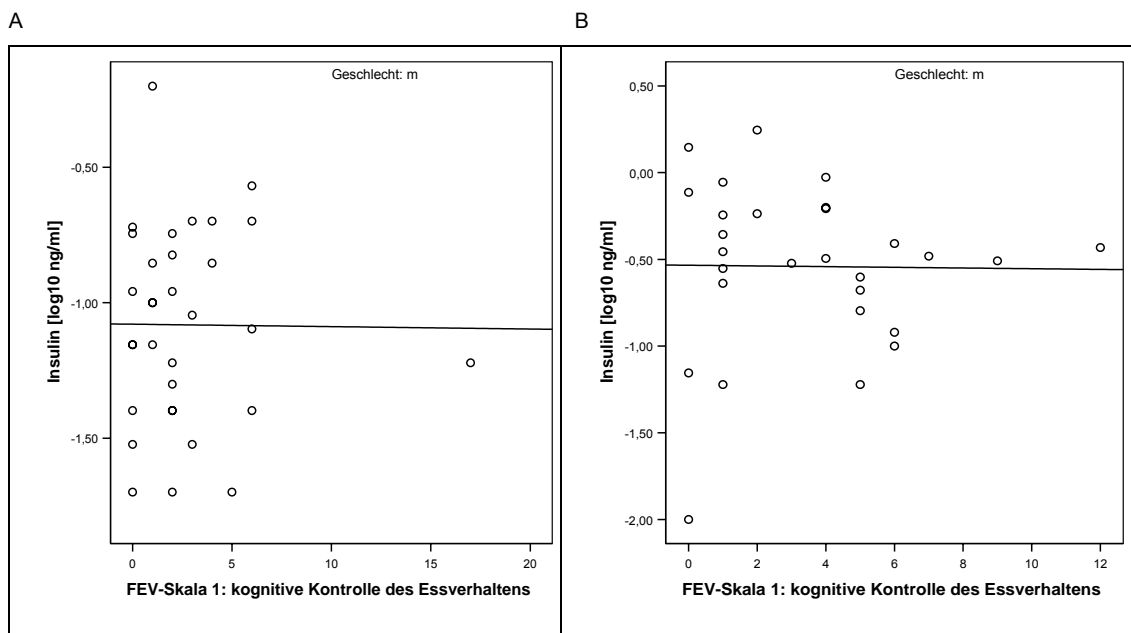 A
B
Geschlecht: m
-0,50
-1,00
-1,50
Insulin [log10 ng/ml]
0
5
10
15
20
FEV-Skala 1: kognitive Kontrolle des Essverhaltens
Geschlecht: m
0,50
0,00
-0,50
-1,00
-1,50
-2,00
Insulin [log10 ng/ml]
0
2
4
6
8
10
12
FEV-Skala 1: kognitive Kontrolle des Essverhaltens